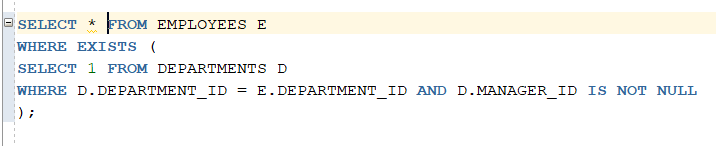 SELECT * FROM EMPLOYEES E
WHERE EXISTS (
SELECT 1 FROM DEPARTMENTS D
WHERE D.DEPARTMENT_ID = E.DEPARTMENT_ID AND D.MANAGER_ID IS NOT NULL
);